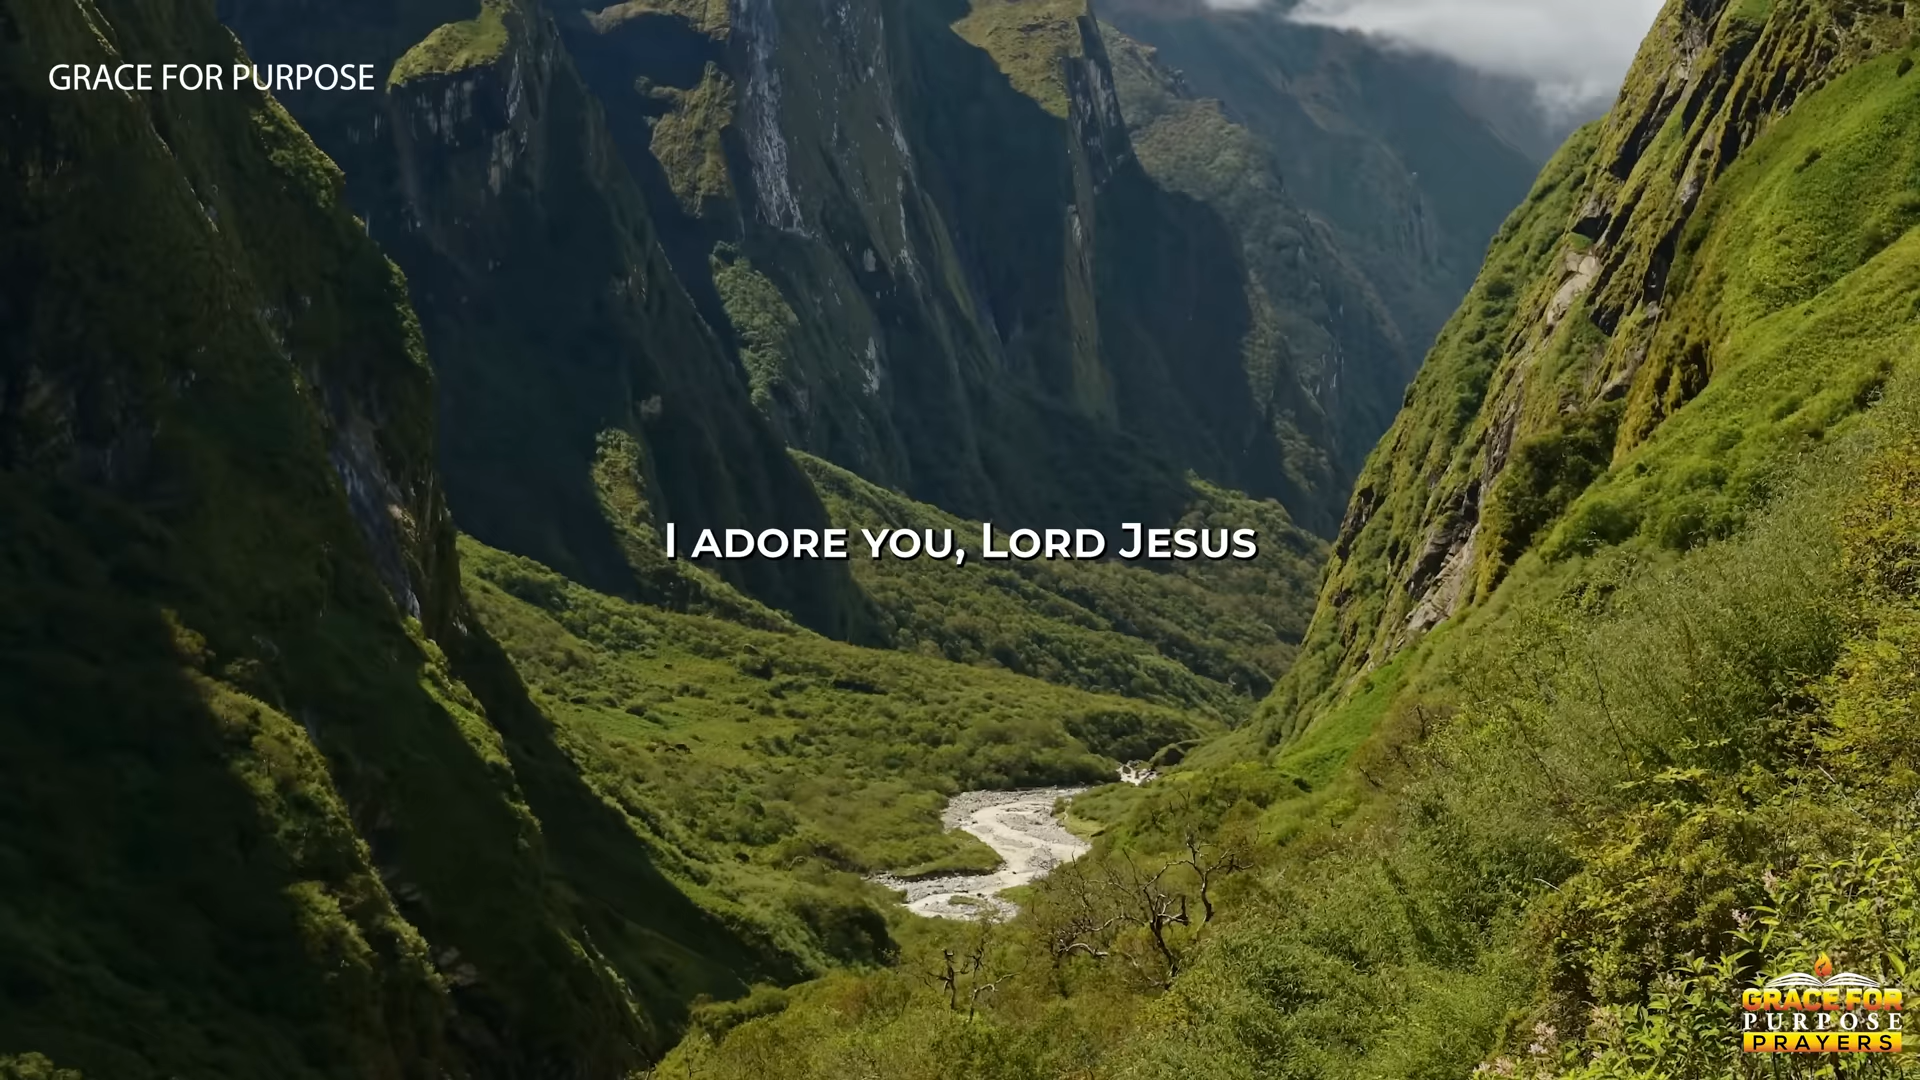 GRACE FOR PURPOSE
I ADORE YOU, LORD JESUS
GRACE FOR
PURPOSE
PRAYERS